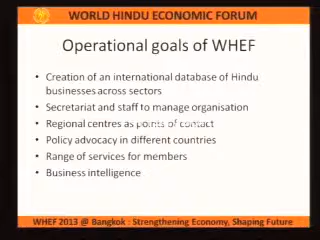 WORLD HINDU ECONOMIC FORUM
Operational goals of WHEF
• Creation of an international database of Hindu
businesses across sectors
• Secretariat and staff to manage organisation
• Regional centres as points of contact
• Policy advocacy in different countries
• Range of services for members
• Business intelligence
WHEF 2013 @ Bangkok : Strengthening Economy, Shaping Future